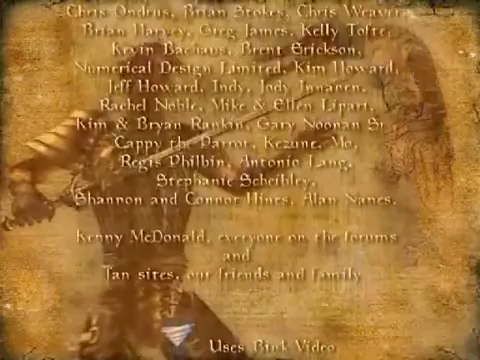 Chris Ondrus, Brian Stokes, Chris Weaver,
Brian Harvey, Greg James, Kelly Tofte,
Kevin Bachaus, Brent Erickson,
Numerical Design Limited, Kim Howard,
Jeff Howard, Indy, Jody Innanen,
Rachel Noble, Mike & Ellen Lipari,
Kim & Bryan Rankin, Gary Noonan Sr.
Cappy the Parrot, Kezune, Mo,
Regis Philbin, Antonio Lang,
Stephanie Scheibley,
Shannon and Connor Hines, Alan Nanes,
Kenny McDonald, everyone on the forums
and
fan sites, our friends and family
Uses Bink Video